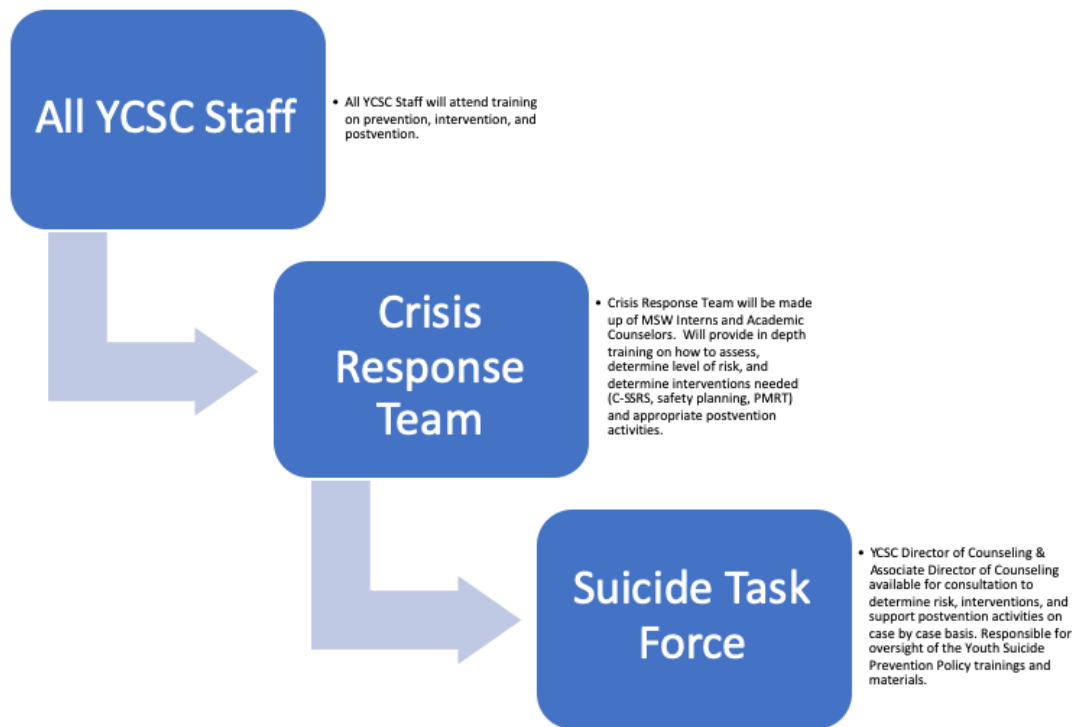 All YCSC Staff
• All YCSC Staff will attend training
on prevention, intervention, and
postvention.
Crisis
Response
Team
• Crisis Response Team will be made
up of MSW Interns and Academic
Counselors. Will provide in depth
training on how to assess,
determine level of risk, and
determine interventions needed
(C-SSRS, safety planning, PMRT)
and appropriate postvention
activities.
Suicide Task
Force
• YCSC Director of Counseling &
Associate Director of Counseling
available for consultation to
determine risk, interventions, and
support postvention activities on
case by case basis. Responsible for
oversight of the Youth Suicide
Prevention Policy trainings and
materials.